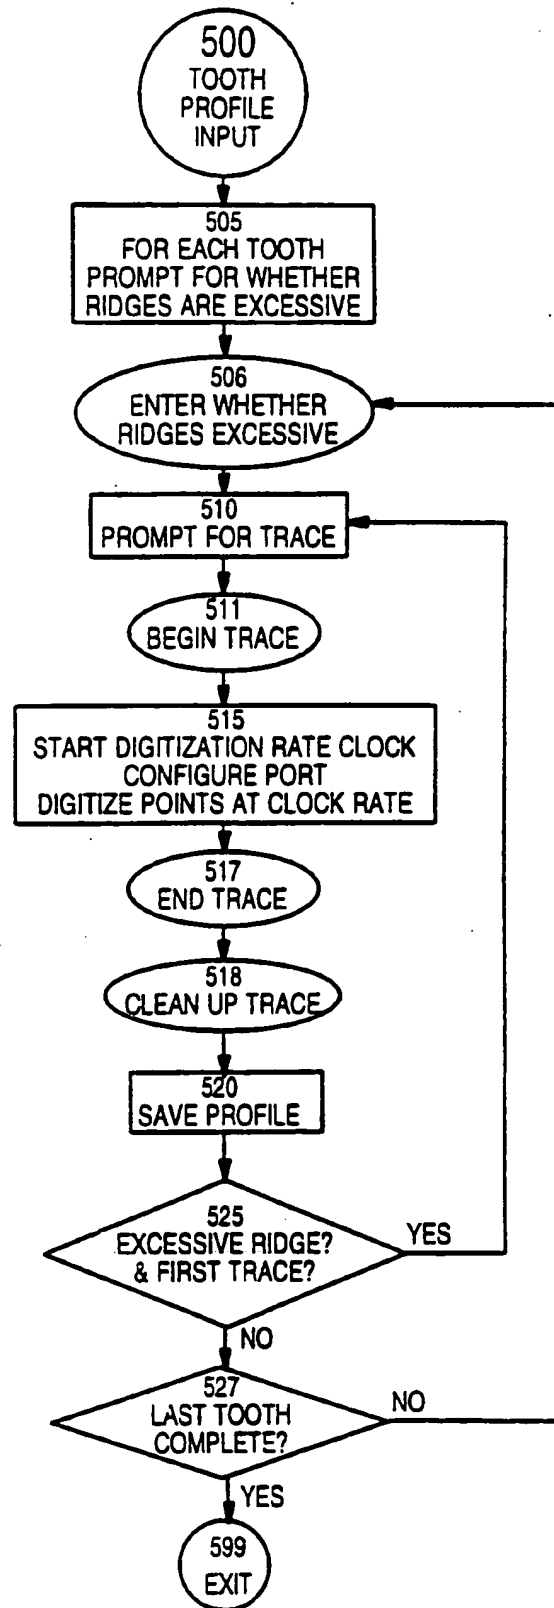 500
TOOTH
PROFILE
INPUT
505
FOR EACH TOOTH
PROMPT FOR WHETHER
RIDGES ARE EXCESSIVE
506
ENTER WHETHER
RIDGES EXCESSIVE
510
PROMPT FOR TRACE
511
BEGIN TRACE
515
START DIGITIZATION RATE CLOCK
CONFIGURE PORT
DIGITIZE POINTS AT CLOCK RATE
517
END TRACE
518
CLEAN UP TRACE
520
SAVE PROFILE
525
EXCESSIVE RIDGE?
& FIRST TRACE?
YES
NO
527
LAST TOOTH
COMPLETE?
NO
YES
599
EXIT